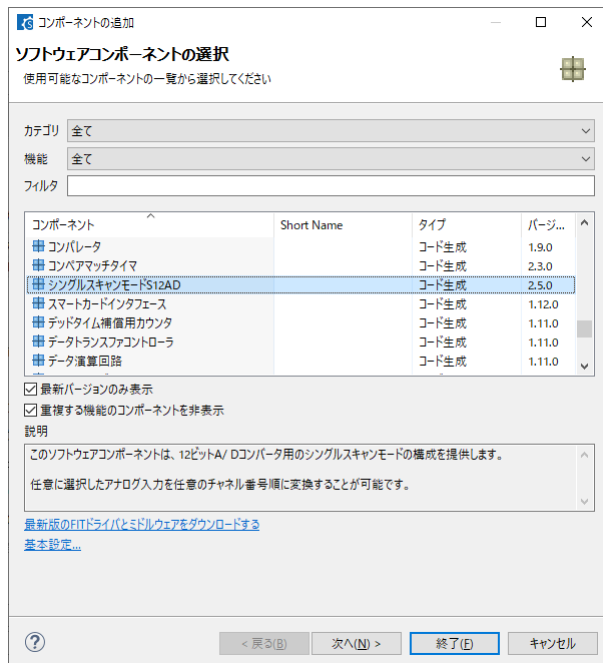 コンポーネントの追加
ソフトウェアコンポーネントの選択
使用可能なコンポーネントの一覧から選択してください
カテゴリ 全て
機能 全て
フィルタ
コンポーネント Short Name タイプ バージ...
コンパレータ コード生成 1.9.0
コンペアマッチタイマ コード生成 2.3.0
シングルスキャンモードS12AD コード生成 2.5.0
スマートカードインタフェース コード生成 1.12.0
デッドタイム補償用カウンタ コード生成 1.11.0
データトランスファコントローラ コード生成 1.11.0
データ演算回路 コード生成 1.11.0
最新バージョンのみ表示
重複する機能のコンポーネントを非表示
説明
このソフトウェアコンポーネントは、12ビットA/ Dコンバータ用のシングルスキャンモードの構成を提供します。
任意に選択したアナログ入力を任意のチャネル番号順に変換することが可能です。
最新版のFITドライバとミドルウェアをダウンロードする
基本設定...
? < 戻る(B) 次へ(N) > 終了(F) キャンセル